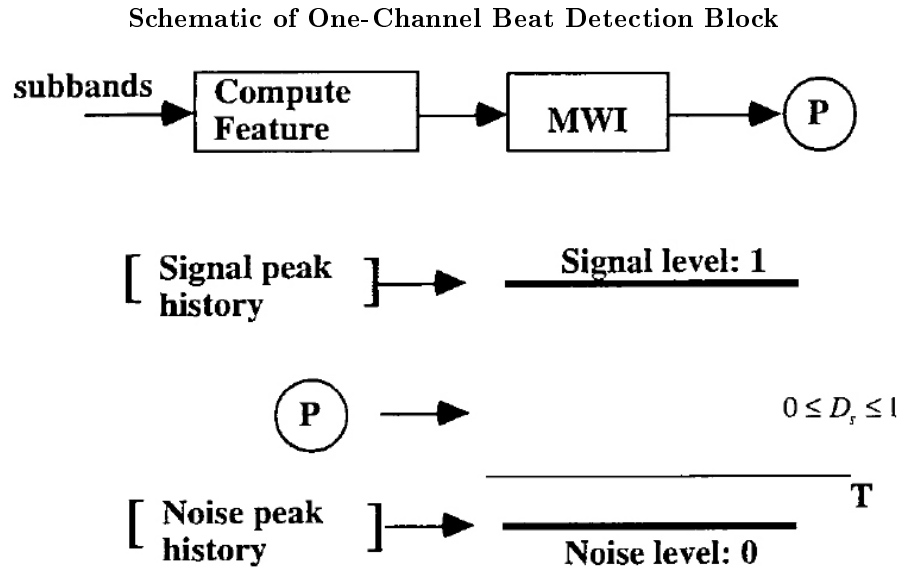 Schematic of One-Channel Beat Detection Block
subbands
Compute
Feature
MWI
P
[ Signal peak
history ]
Signal level: 1
P
0 ≤ D_s ≤ 1
T
[ Noise peak
history ]
Noise level: 0